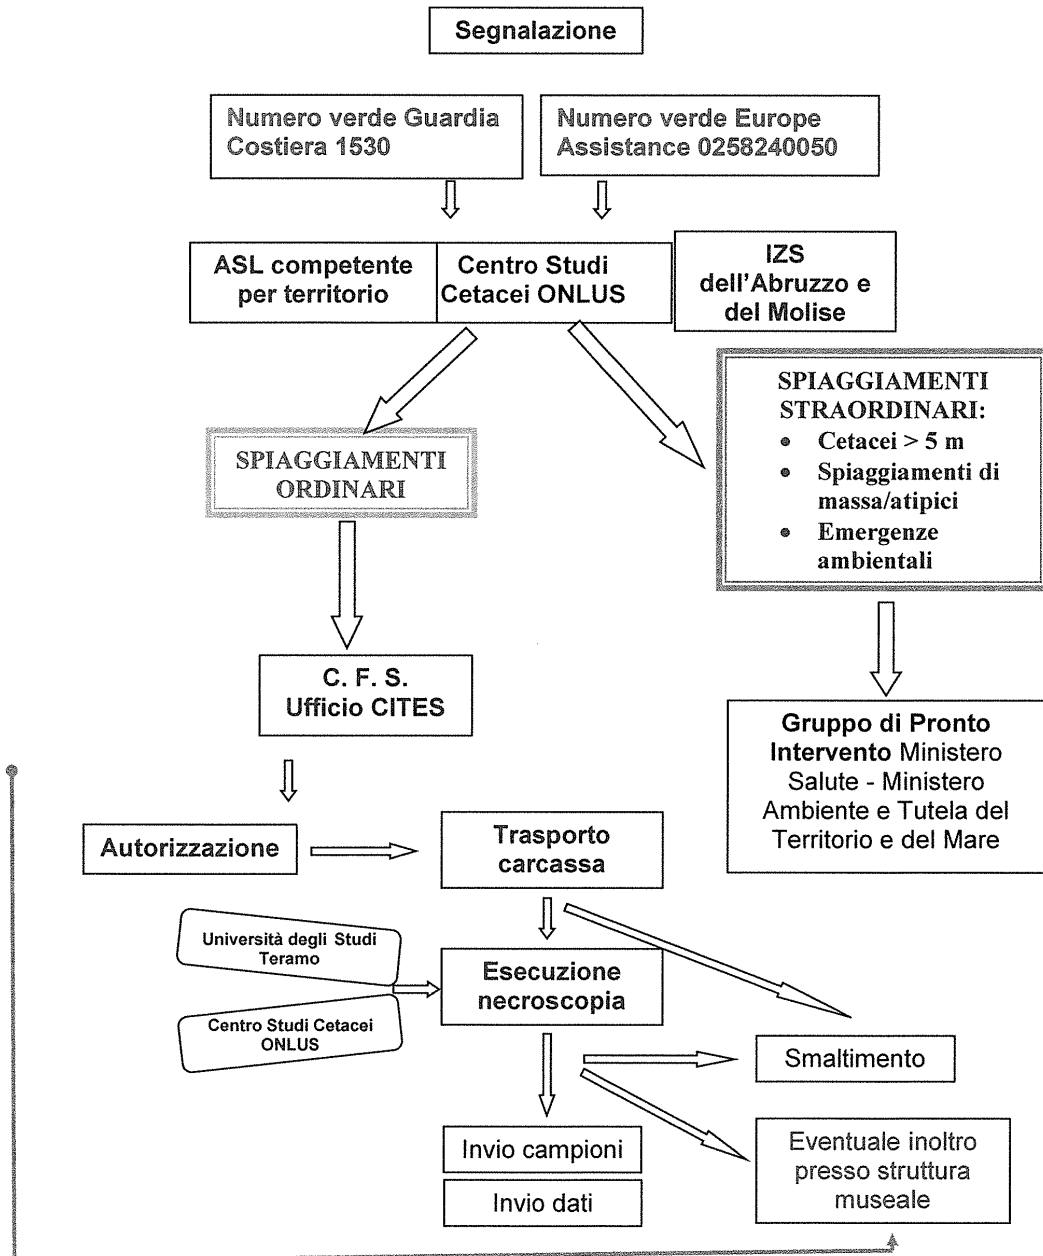 Segnalazione
Numero verde Guardia
Costiera 1530
Numero verde Europe
Assistance 0258240050
ASL competente
per territorio
Centro Studi
Cetacei ONLUS
IZS
dell'Abruzzo e
del Molise
SPIAGGIAMENTI
ORDINARI
SPIAGGIAMENTI
STRAORDINARI:
• Cetacei > 5 m
• Spiaggiamenti di
massa/atipici
• Emergenze
ambientali
C. F. S.
Ufficio CITES
Gruppo di Pronto
Intervento Ministero
Salute - Ministero
Ambiente e Tutela del
Territorio e del Mare
Autorizzazione
Trasporto
carcassa
Università degli Studi
Teramo
Centro Studi Cetacei
ONLUS
Esecuzione
necroscopia
Smaltimento
Invio campioni
Invio dati
Eventuale inoltro
presso struttura
museale